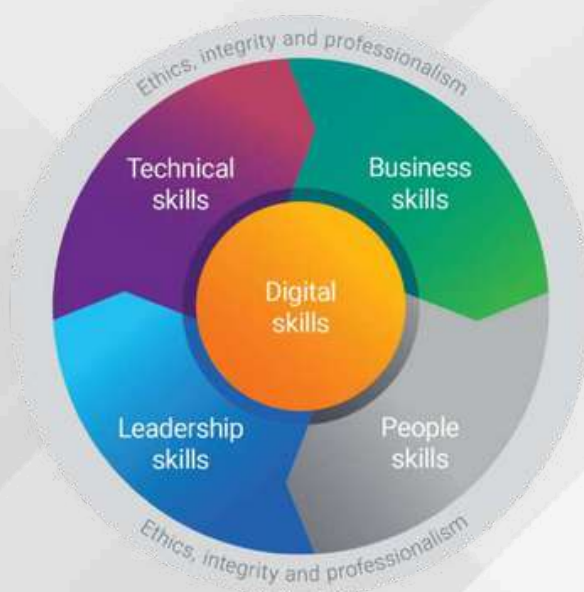 Ethics, integrity and professionalism
Technical
skills
Business
skills
Digital
skills
Leadership
skills
People
skills
Ethics, integrity and professionalism